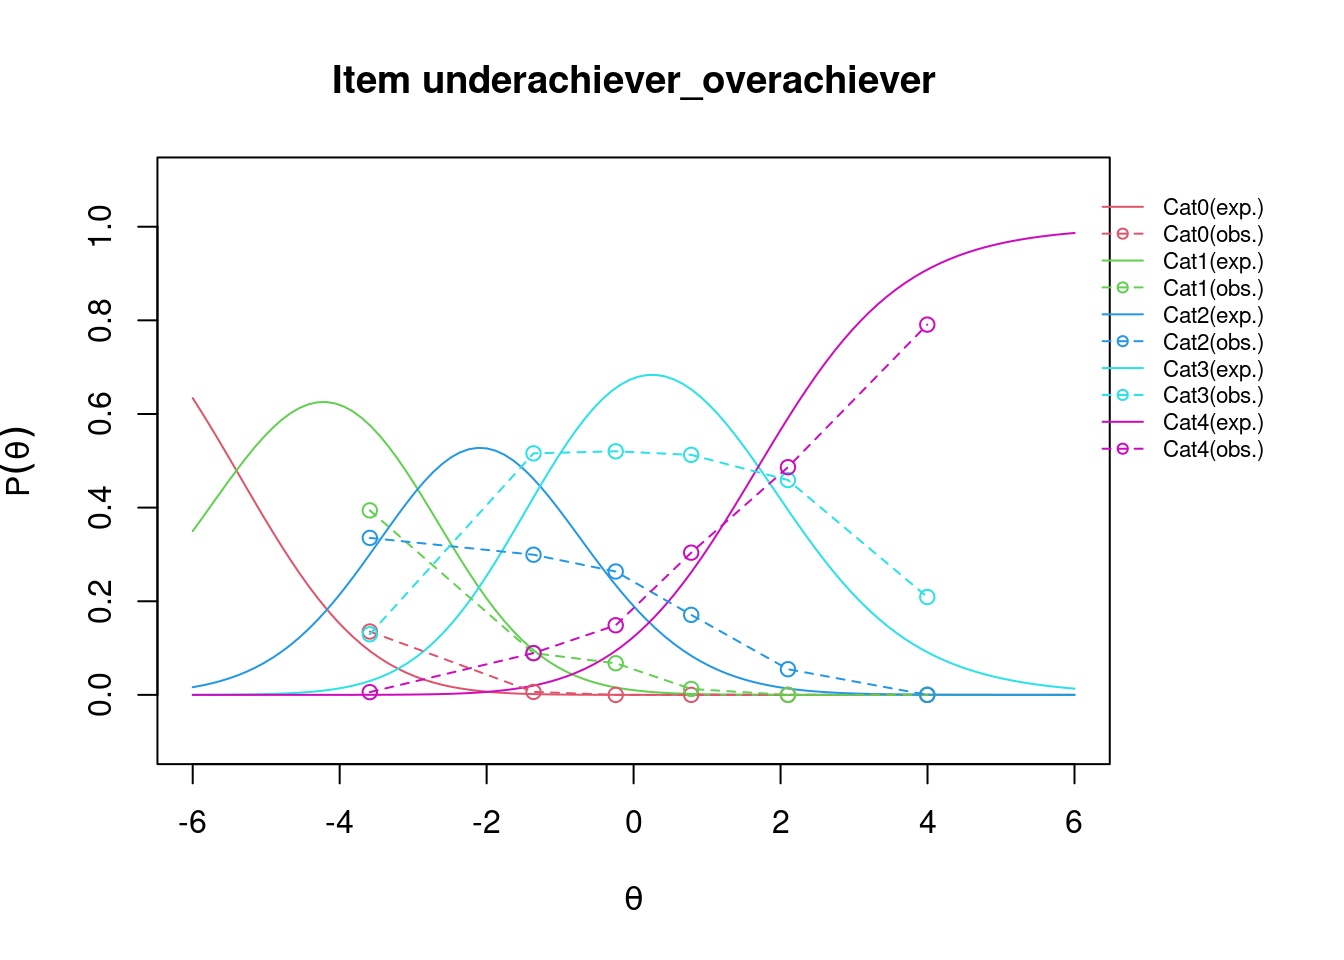 Item underachiever_overachiever
P(θ)
1.0
0.8
0.6
0.4
0.2
0.0
-6 -4 -2 0 2 4 6
θ
Cat0(exp.)
Cat0(obs.)
Cat1(exp.)
Cat1(obs.)
Cat2(exp.)
Cat2(obs.)
Cat3(exp.)
Cat3(obs.)
Cat4(exp.)
Cat4(obs.)